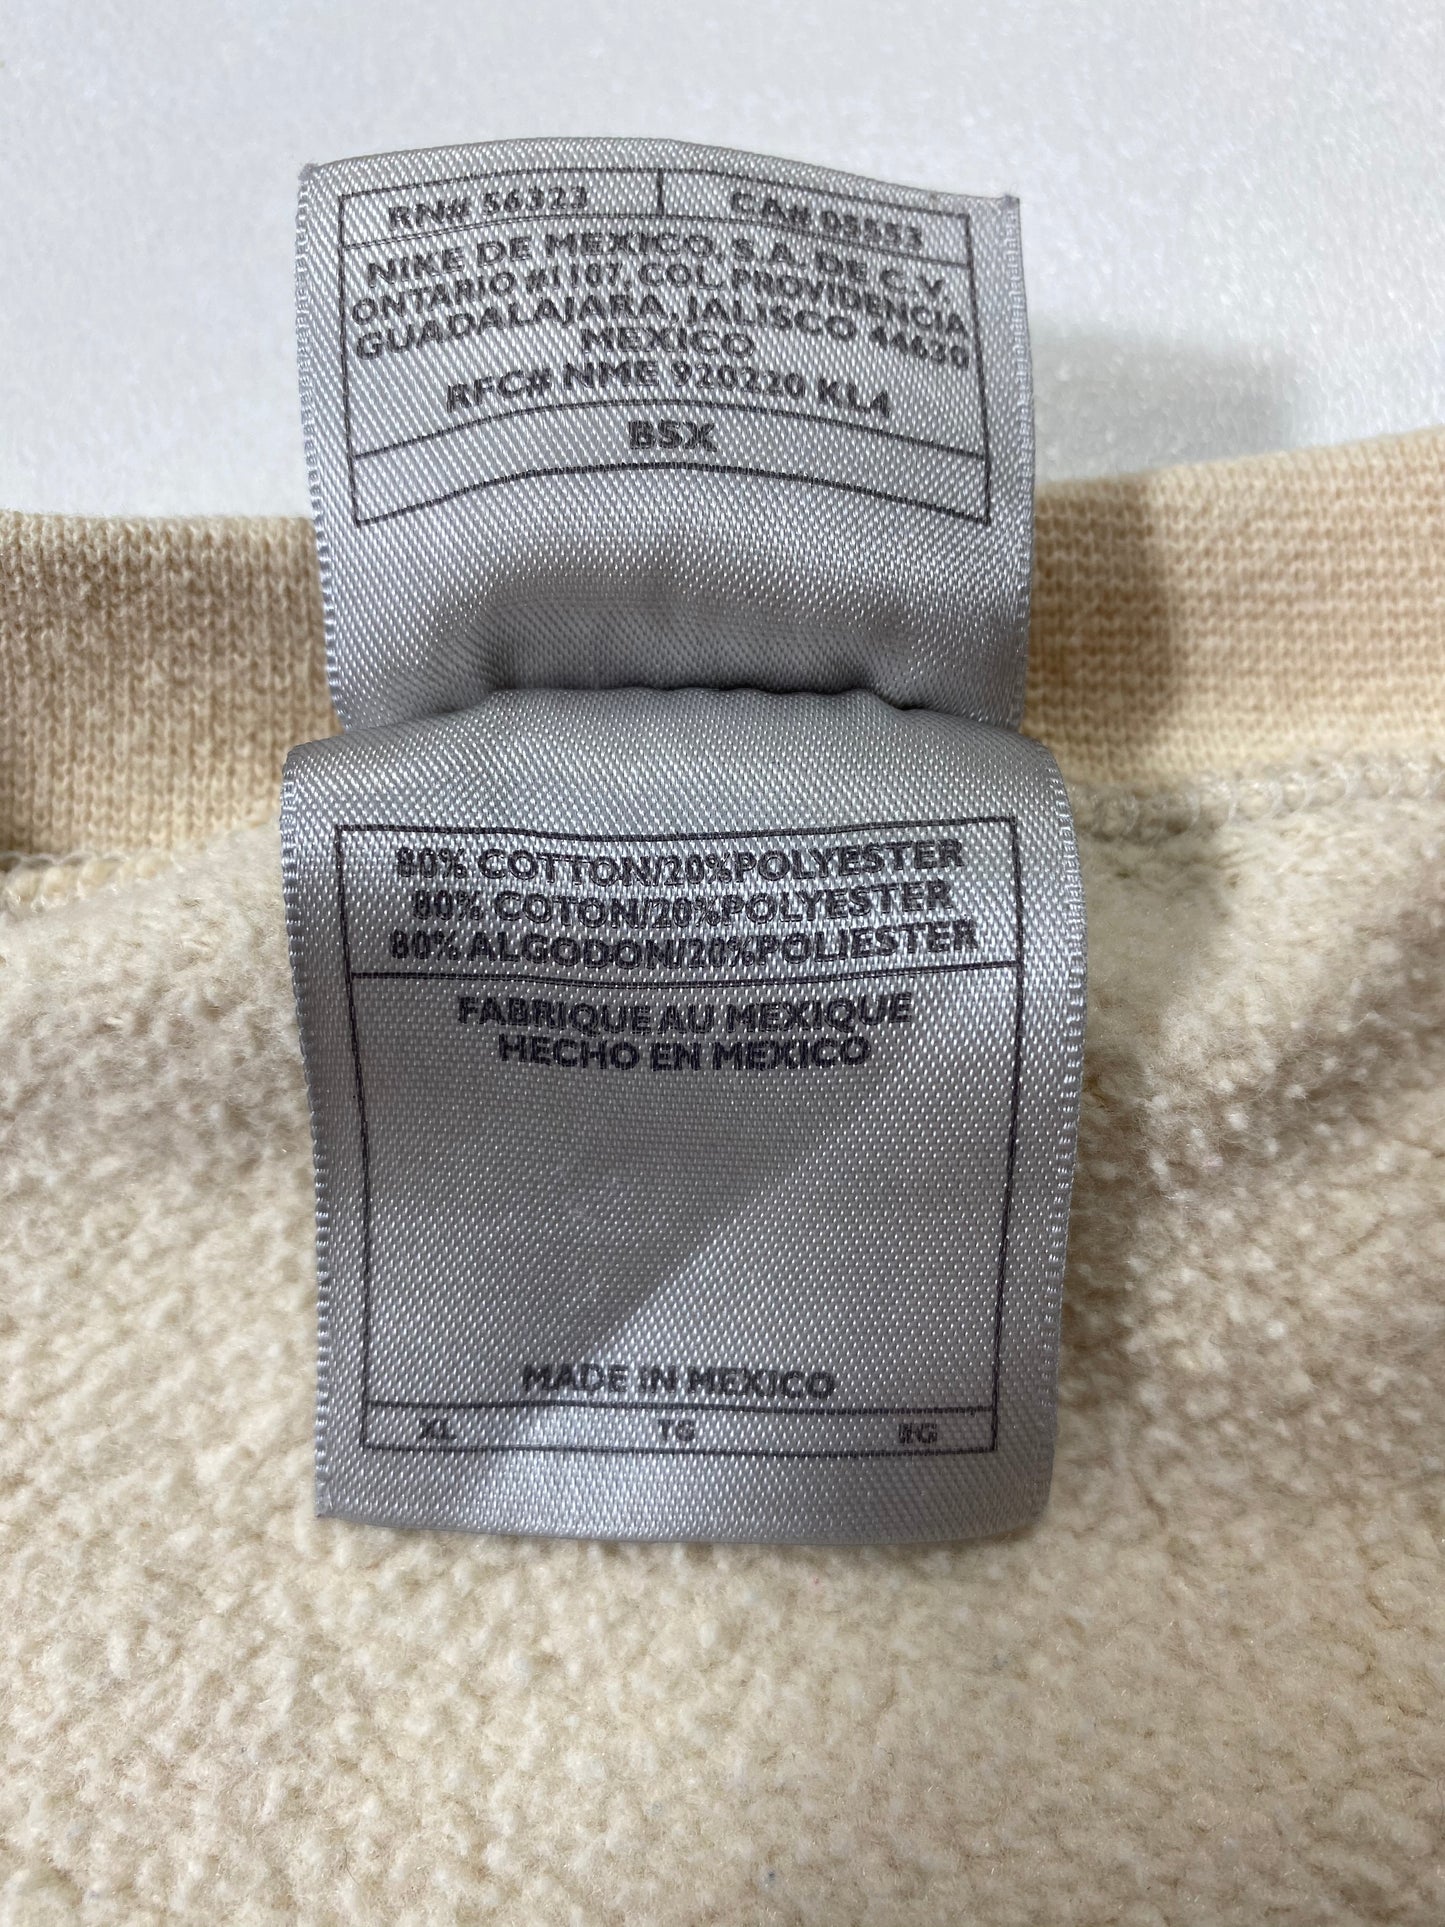 RN# 56323 CA# 05553
NIKE DE MEXICO, S.A. DE C.V.
ONTARIO #1107, COL. PROVIDENCIA
GUADALAJARA, JALISCO 44630
MEXICO
RFC# NME 920220 KL4
BSX
80% COTTON/20%POLYESTER
80% COTON/20%POLYESTER
80% ALGODON/20%POLIESTER
FABRIQUE AU MEXIQUE
HECHO EN MEXICO
MADE IN MEXICO
XL TG EG